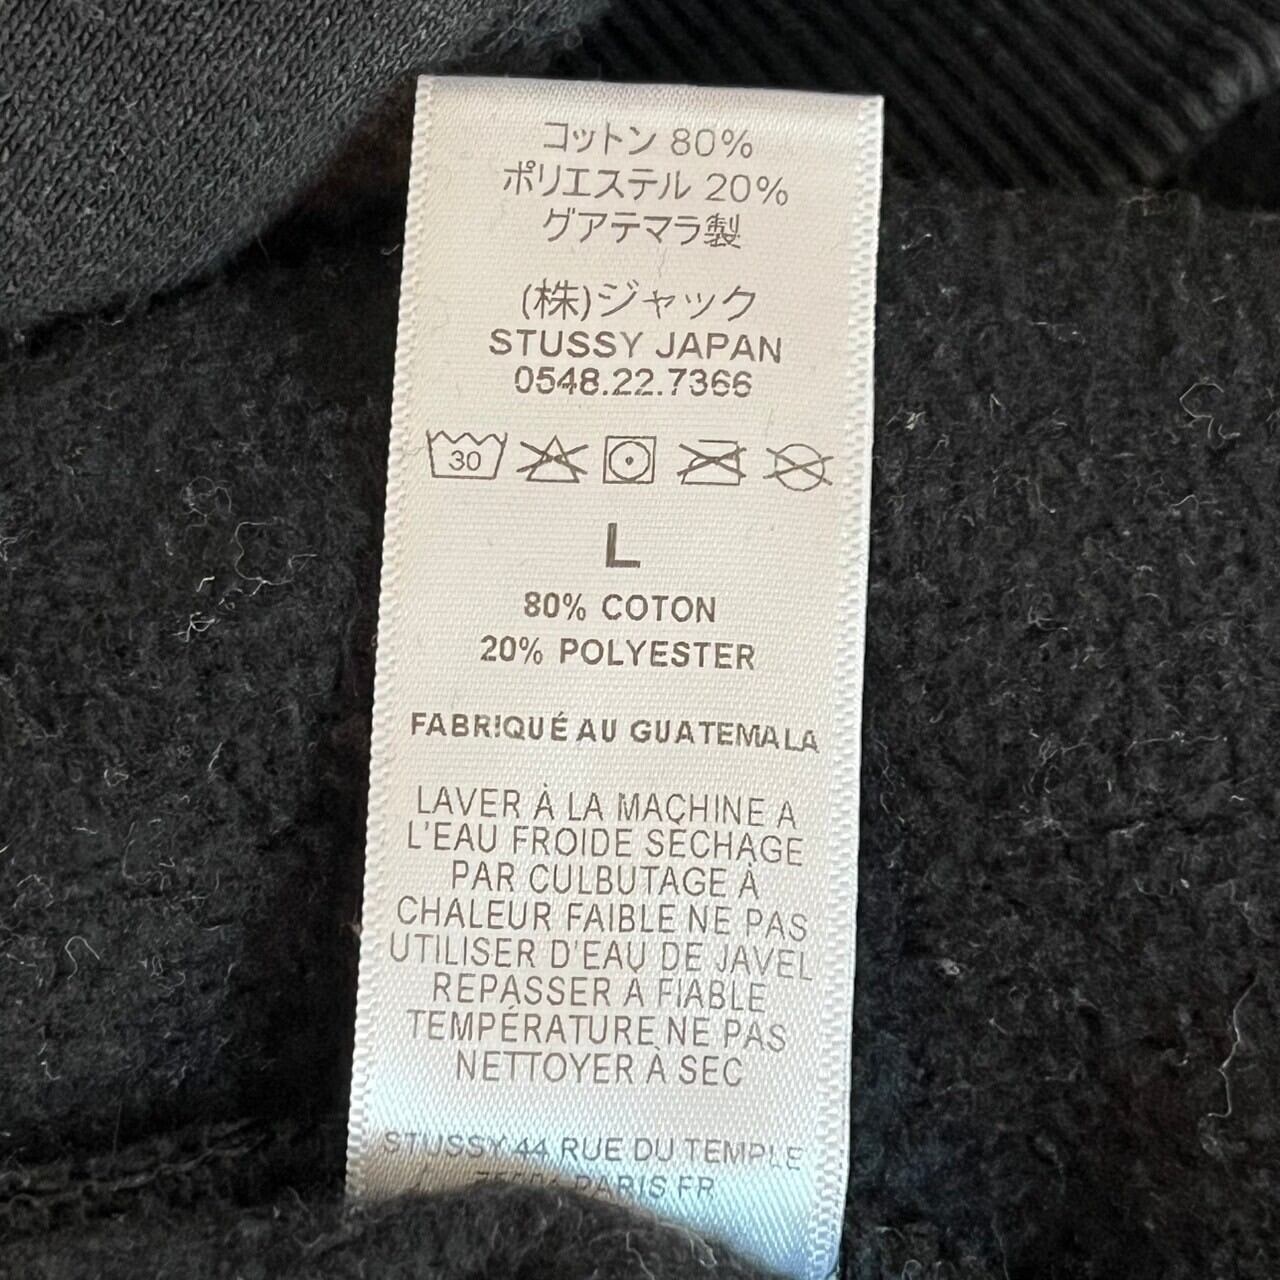 コットン 80%
ポリエステル 20%
グアテマラ製
(株)ジャック
STUSSY JAPAN
0548.22.7366
30
L
80% COTON
20% POLYESTER
FABRIQUÉ AU GUATEMALA
LAVER À LA MACHINE A
L'EAU FROIDE SÉCHAGE
PAR CULBUTAGE À
CHALEUR FAIBLE NE PAS
UTILISER D'EAU DE JAVEL
REPASSER A FIABLE
TEMPÉRATURE NE PAS
NETTOYER À SEC
STUSSY 44 RUE DU TEMPLE
PARIS FR